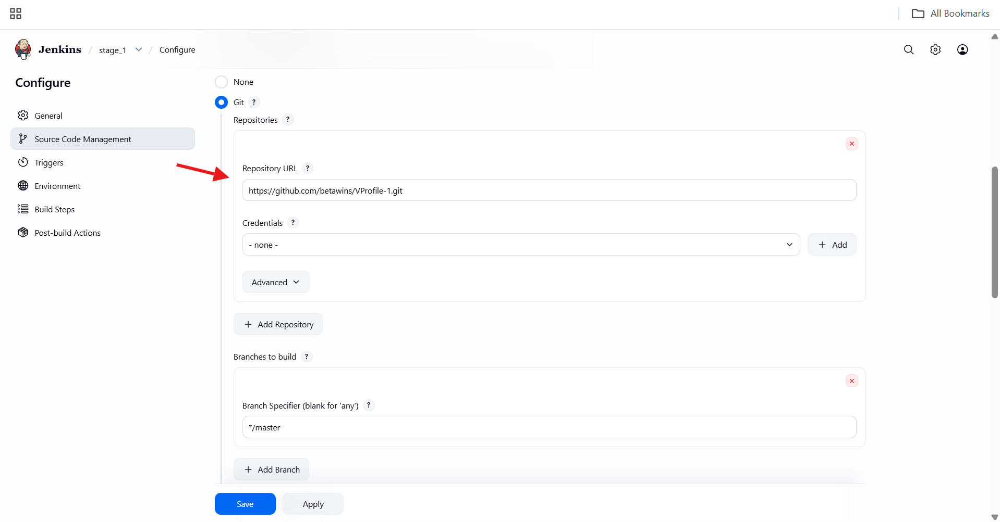 All Bookmarks
Jenkins / stage_1 / Configure
Configure
General
Source Code Management
Triggers
Environment
Build Steps
Post-build Actions
None
Git ?
Repositories ?
Repository URL ?
https://github.com/betawins/VProfile-1.git
Credentials ?
- none -
+ Add
Advanced
+ Add Repository
Branches to build ?
Branch Specifier (blank for 'any') ?
*/master
+ Add Branch
Save
Apply